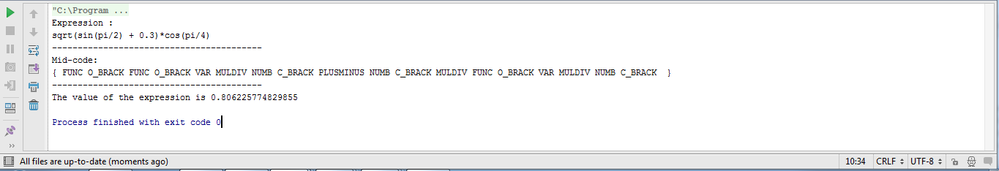 "C:\Program ...
Expression :
sqrt(sin(pi/2) + 0.3)*cos(pi/4)
-----------------------------------------
Mid-code:
{ FUNC O_BRACK FUNC O_BRACK VAR MULDIV NUMB C_BRACK PLUSMINUS NUMB C_BRACK MULDIV FUNC O_BRACK VAR MULDIV NUMB C_BRACK  }
-----------------------------------------
The value of the expression is 0.806225774829855
Process finished with exit code 0
All files are up-to-date (moments ago) 10:34 CRLF UTF-8